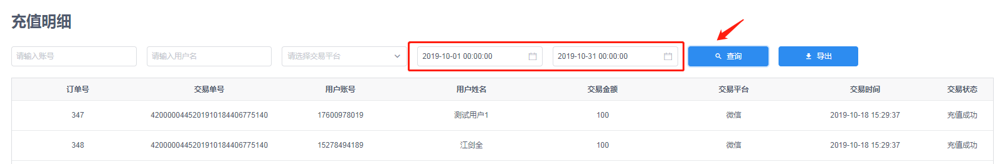 充值明细
请输入账号 请输入用户名 请选择交易平台 2019-10-01 00:00:00 2019-10-31 00:00:00 查询 导出
订单号 交易单号 用户账号 用户姓名 交易金额 交易平台 交易时间 交易状态
347 4200000445201910184406775140 17600978019 测试用户1 100 微信 2019-10-18 15:29:37 充值成功
348 4200000445201910184406775140 15278494189 江剑全 100 微信 2019-10-18 15:29:37 充值成功